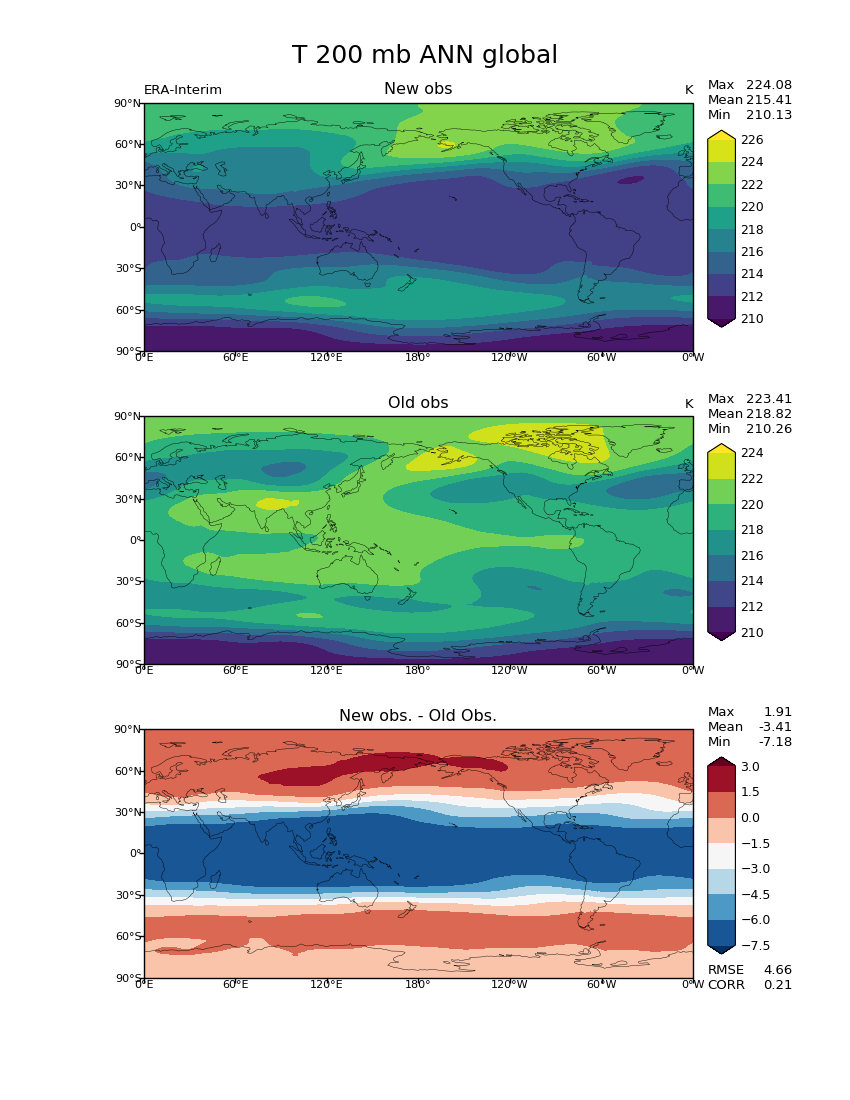 T 200 mb ANN global
ERA-Interim New obs K
Max 224.08
Mean 215.41
Min 210.13
90°N
60°N
30°N
0°
30°S
60°S
90°S
0°E 60°E 120°E 180° 120°W 60°W 0°W
226
224
222
220
218
216
214
212
210
Old obs K
Max 223.41
Mean 218.82
Min 210.26
90°N
60°N
30°N
0°
30°S
60°S
90°S
0°E 60°E 120°E 180° 120°W 60°W 0°W
224
222
220
218
216
214
212
210
New obs. - Old Obs.
Max 1.91
Mean -3.41
Min -7.18
90°N
60°N
30°N
0°
30°S
60°S
90°S
0°E 60°E 120°E 180° 120°W 60°W 0°W
3.0
1.5
0.0
−1.5
−3.0
−4.5
−6.0
−7.5
RMSE 4.66
CORR 0.21